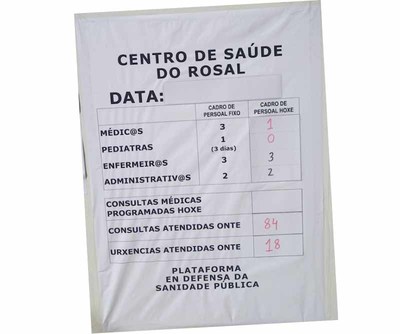 CENTRO DE SAÚDE
DO ROSAL
DATA:
CADRO DE PERSOAL FIXO CADRO DE PERSOAL HOXE
MÉDIC@S 3 1
PEDIATRAS 1 (3 días) 0
ENFERMEIR@S 3 3
ADMINISTRATIV@S 2 2
CONSULTAS MÉDICAS
PROGRAMADAS HOXE
CONSULTAS ATENDIDAS ONTE 84
URXENCIAS ATENDIDAS ONTE 18
PLATAFORMA
EN DEFENSA DA
SANIDADE PÚBLICA